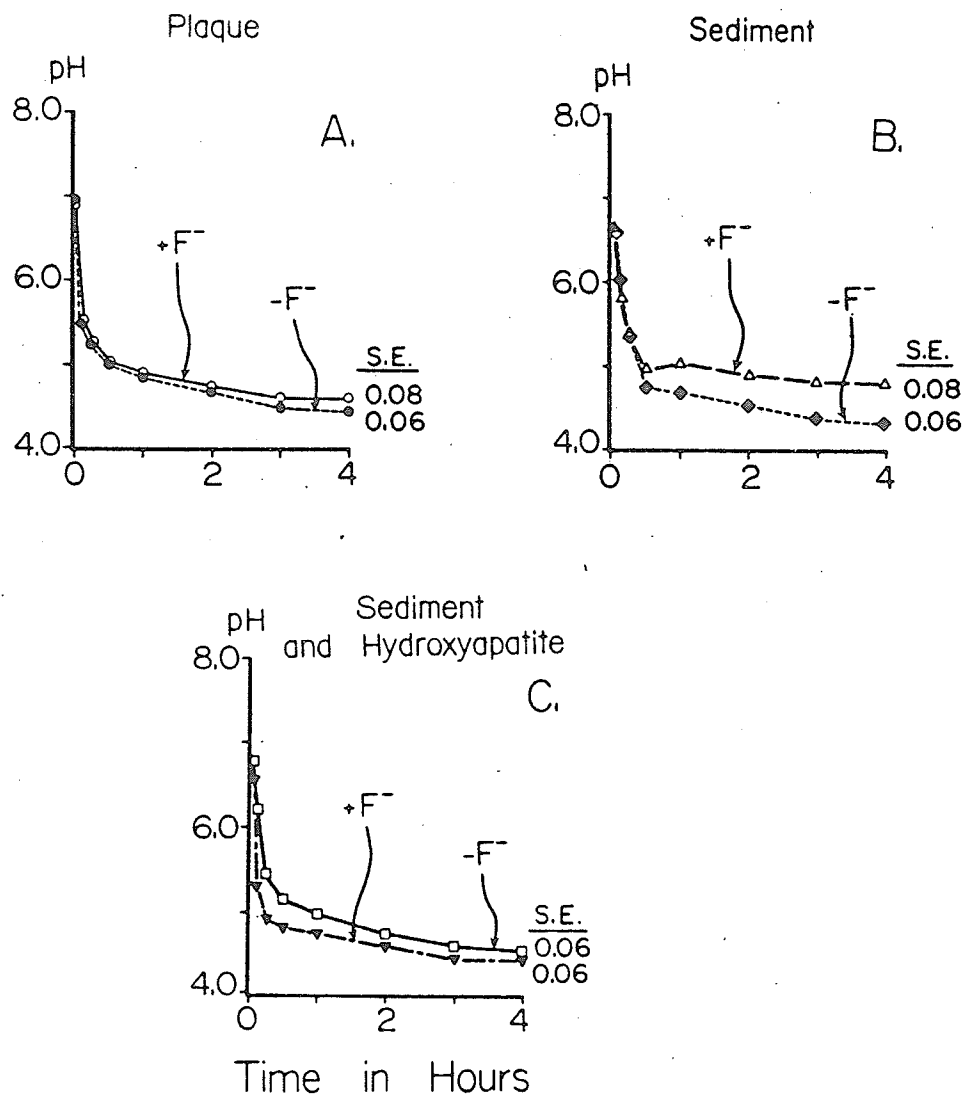 Plaque
pH
8.0
6.0
4.0
A.
+F⁻
-F⁻
S.E.
0.08
0.06
0
2
4
Sediment
pH
8.0
6.0
4.0
B.
+F⁻
-F⁻
S.E.
0.08
0.06
0
2
4
Sediment
and Hydroxyapatite
pH
8.0
6.0
4.0
C.
+F⁻
-F⁻
S.E.
0.06
0.06
0
2
4
Time in Hours